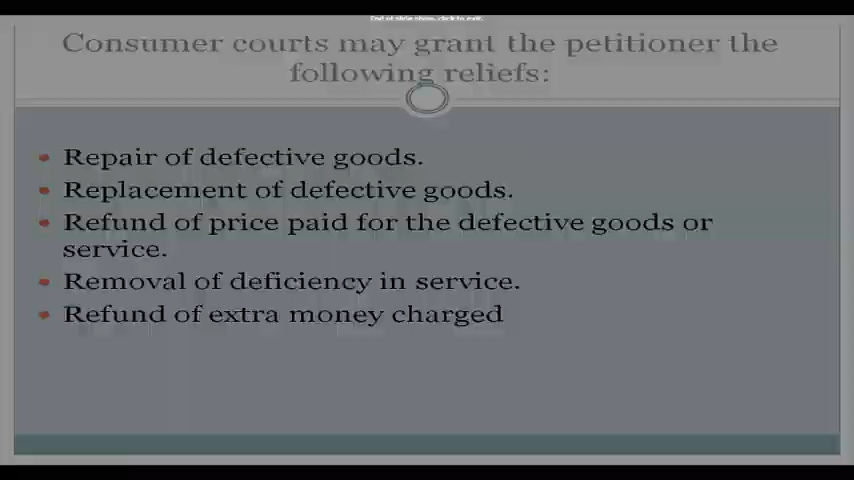 End of slide show, click to exit.
Consumer courts may grant the petitioner the
following reliefs:
• Repair of defective goods.
• Replacement of defective goods.
• Refund of price paid for the defective goods or
service.
• Removal of deficiency in service.
• Refund of extra money charged